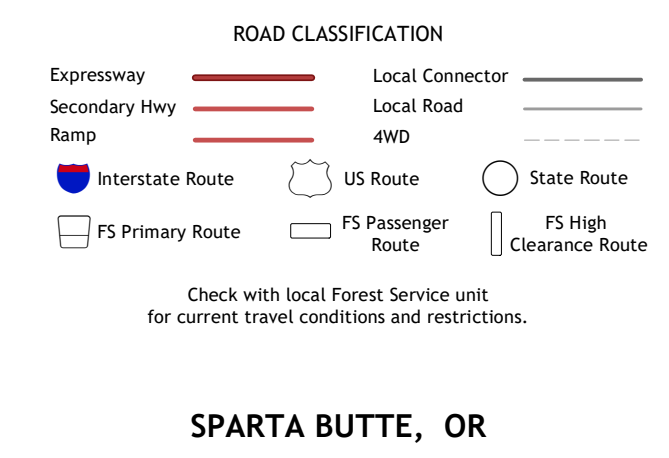 ROAD CLASSIFICATION
Expressway
Local Connector
Secondary Hwy
Local Road
Ramp
4WD
Interstate Route
US Route
State Route
FS Primary Route
FS Passenger
Route
FS High
Clearance Route
Check with local Forest Service unit
for current travel conditions and restrictions.
SPARTA BUTTE, OR